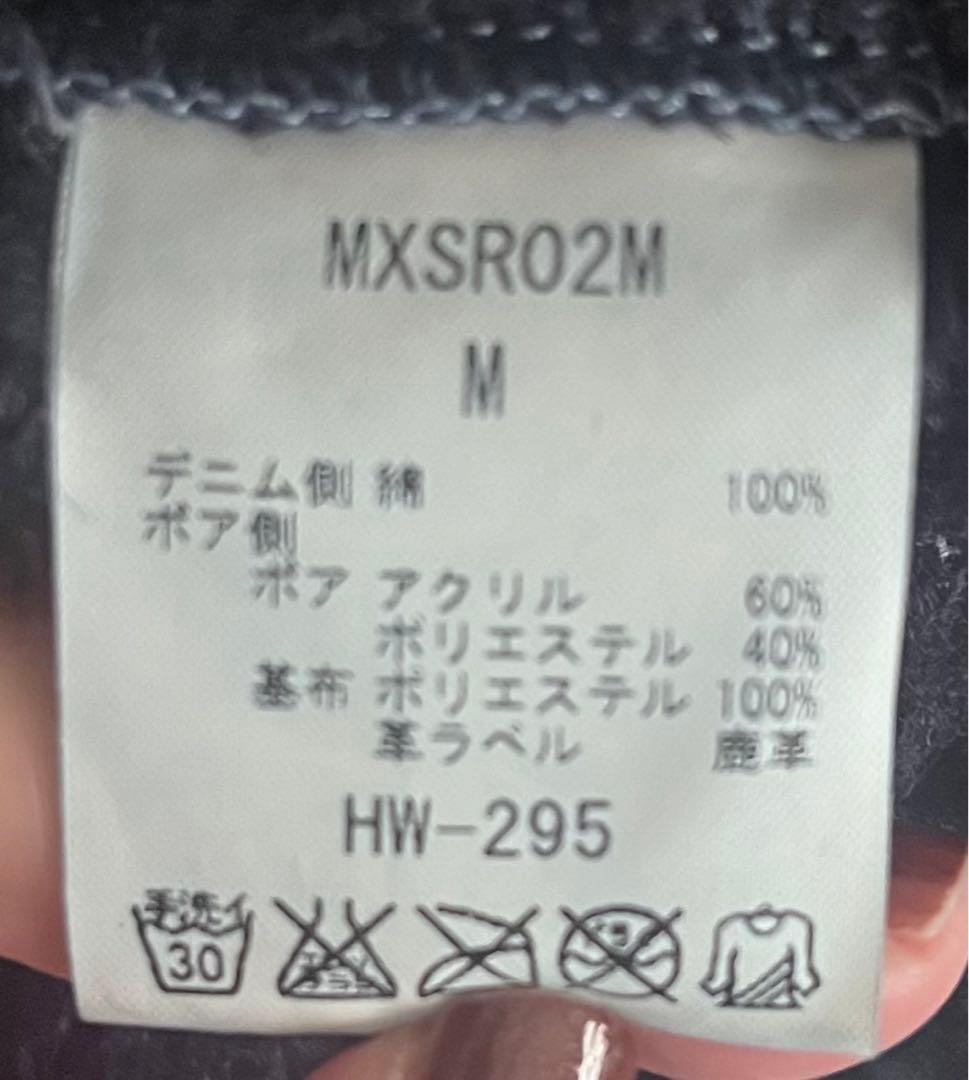 MXSR02M
M
デニム側 綿 100%
ボア側
ボア アクリル 60%
ポリエステル 40%
基布 ポリエステル 100%
革ラベル 鹿革
HW-295
手洗イ
30